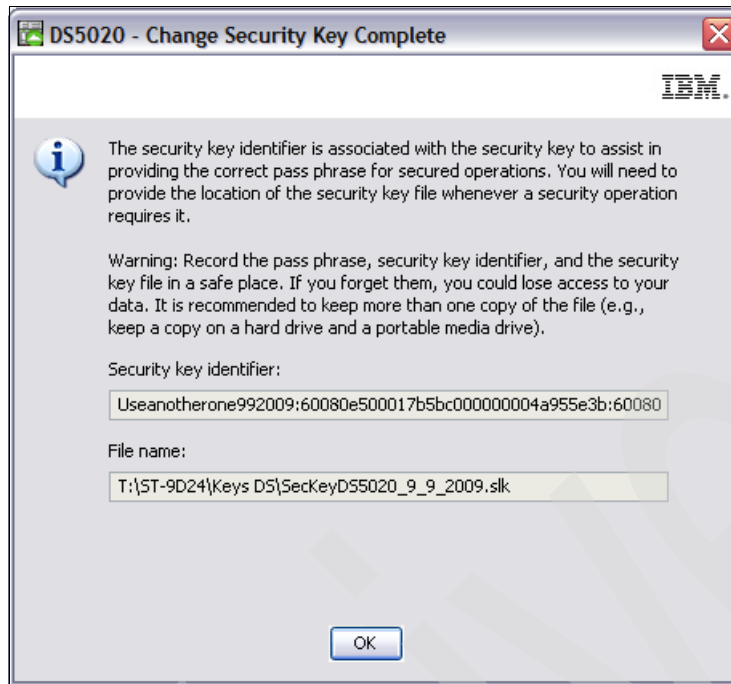 DS5020 - Change Security Key Complete
IBM.
The security key identifier is associated with the security key to assist in
providing the correct pass phrase for secured operations. You will need to
provide the location of the security key file whenever a security operation
requires it.
Warning: Record the pass phrase, security key identifier, and the security
key file in a safe place. If you forget them, you could lose access to your
data. It is recommended to keep more than one copy of the file (e.g.,
keep a copy on a hard drive and a portable media drive).
Security key identifier:
Useanotherone992009:60080e500017b5bc000000004a955e3b:60080
File name:
T:\ST-9D24\Keys DS\SecKeyDS5020_9_9_2009.slk
OK